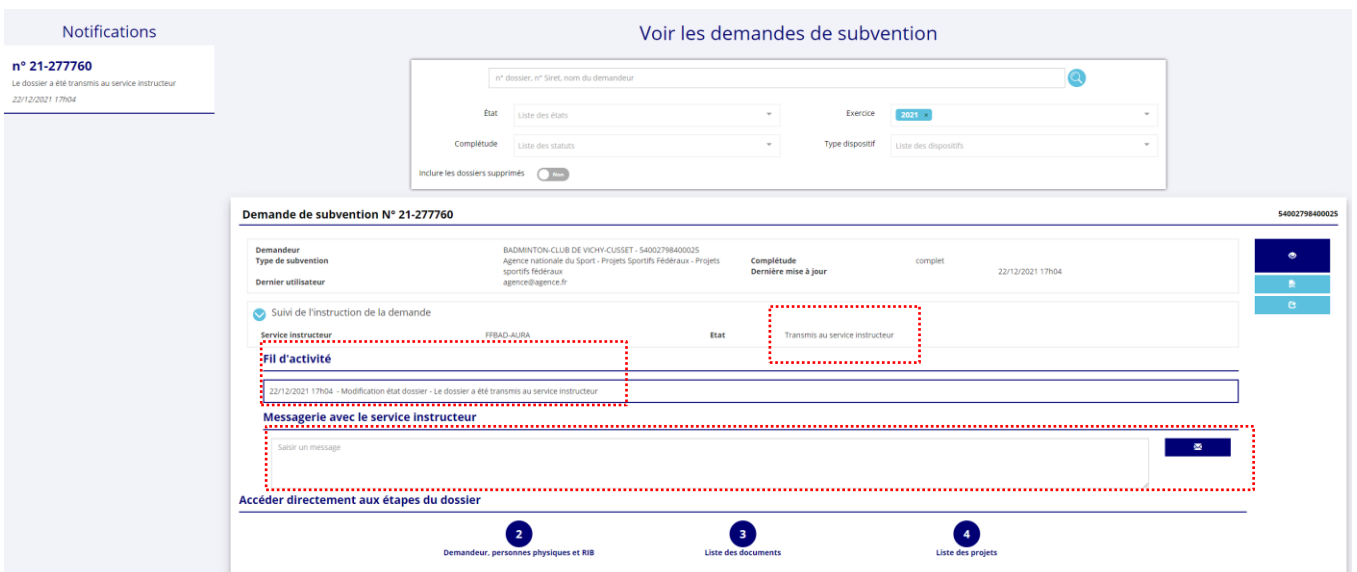 Notifications
n° 21-277760
Le dossier a été transmis au service instructeur
22/12/2021 17h04
Voir les demandes de subvention
n° dossier, n° Siret, nom du demandeur
État Liste des états Exercice 2021 ×
Complétude Liste des statuts Type dispositif Liste des dispositifs
Inclure les dossiers supprimés Non
Demande de subvention N° 21-277760 54002798400025
Demandeur BADMINTON-CLUB DE VICHY-CUSSET - 54002798400025
Type de subvention Agence nationale du Sport - Projets Sportifs Fédéraux - Projets sportifs fédéraux
Complétude complet
Dernière mise à jour 22/12/2021 17h04
Dernier utilisateur agence@agence.fr
Suivi de l'instruction de la demande
Service instructeur FFBAD-AURA Etat Transmis au service instructeur
Fil d'activité
22/12/2021 17h04 - Modification état dossier - Le dossier a été transmis au service instructeur
Messagerie avec le service instructeur
Saisir un message
Accéder directement aux étapes du dossier
2 3 4
Demandeur, personnes physiques et RIB Liste des documents Liste des projets